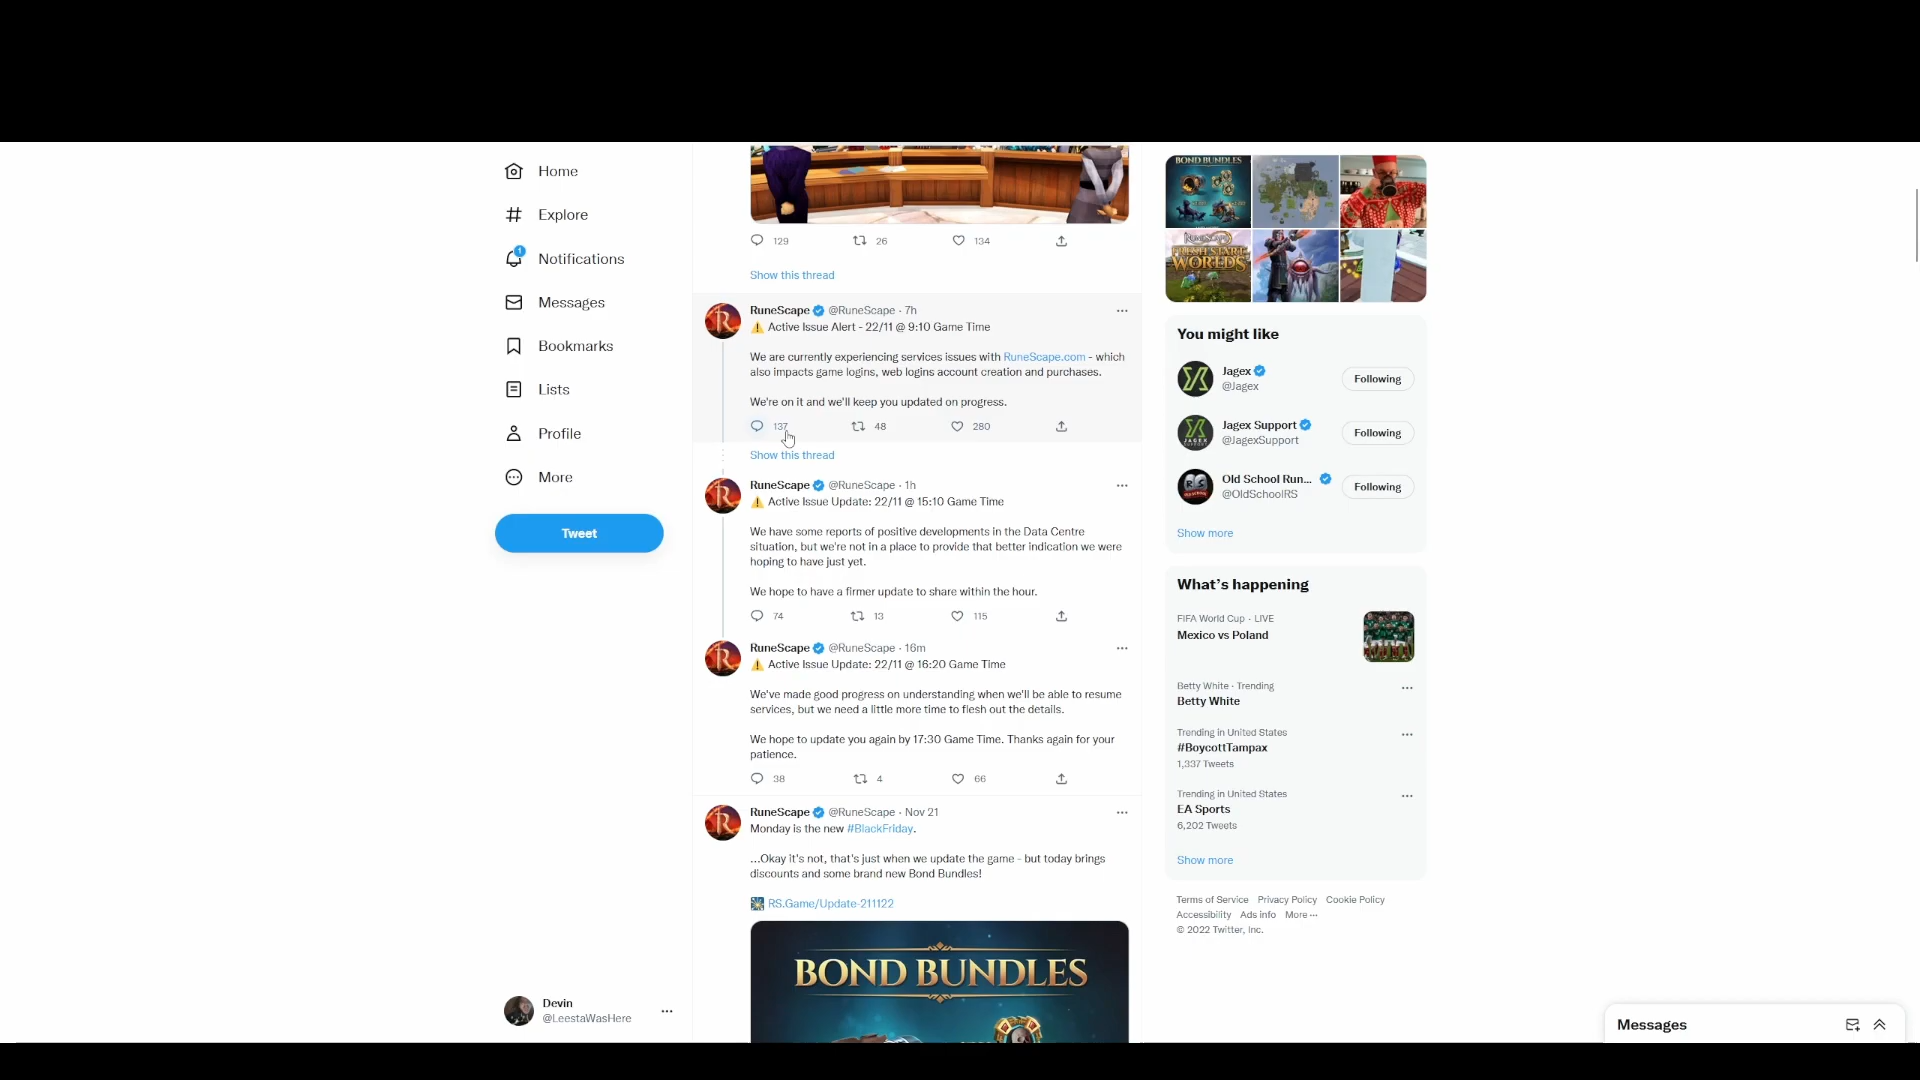 Home
Explore
1
Notifications
Messages
Bookmarks
Lists
Profile
More
Tweet
Devin
@LeestaWasHere
129 26 134
Show this thread
RuneScape @RuneScape · 7h
⚠️ Active Issue Alert - 22/11 @ 9:10 Game Time
We are currently experiencing services issues with RuneScape.com - which
also impacts game logins, web logins account creation and purchases.
We're on it and we'll keep you updated on progress.
137 48 280
Show this thread
RuneScape @RuneScape · 1h
⚠️ Active Issue Update: 22/11 @ 15:10 Game Time
We have some reports of positive developments in the Data Centre
situation, but we're not in a place to provide that better indication we were
hoping to have just yet.
We hope to have a firmer update to share within the hour.
74 13 115
RuneScape @RuneScape · 16m
⚠️ Active Issue Update: 22/11 @ 16:20 Game Time
We've made good progress on understanding when we'll be able to resume
services, but we need a little more time to flesh out the details.
We hope to update you again by 17:30 Game Time. Thanks again for your
patience.
38 4 66
RuneScape @RuneScape · Nov 21
Monday is the new #BlackFriday.
...Okay it's not, that's just when we update the game - but today brings
discounts and some brand new Bond Bundles!
RS.Game/Update-211122
BOND BUNDLES
BOND BUNDLES
RUNESCAPE
FRESH START
WORLDS
You might like
Jagex
@Jagex
Following
Jagex Support
@JagexSupport
Following
Old School Run...
@OldSchoolRS
Following
Show more
What's happening
FIFA World Cup · LIVE
Mexico vs Poland
Betty White · Trending
Betty White
Trending in United States
#BoycottTampax
1,337 Tweets
Trending in United States
EA Sports
6,202 Tweets
Show more
Terms of Service Privacy Policy Cookie Policy
Accessibility Ads info More ···
© 2022 Twitter, Inc.
Messages